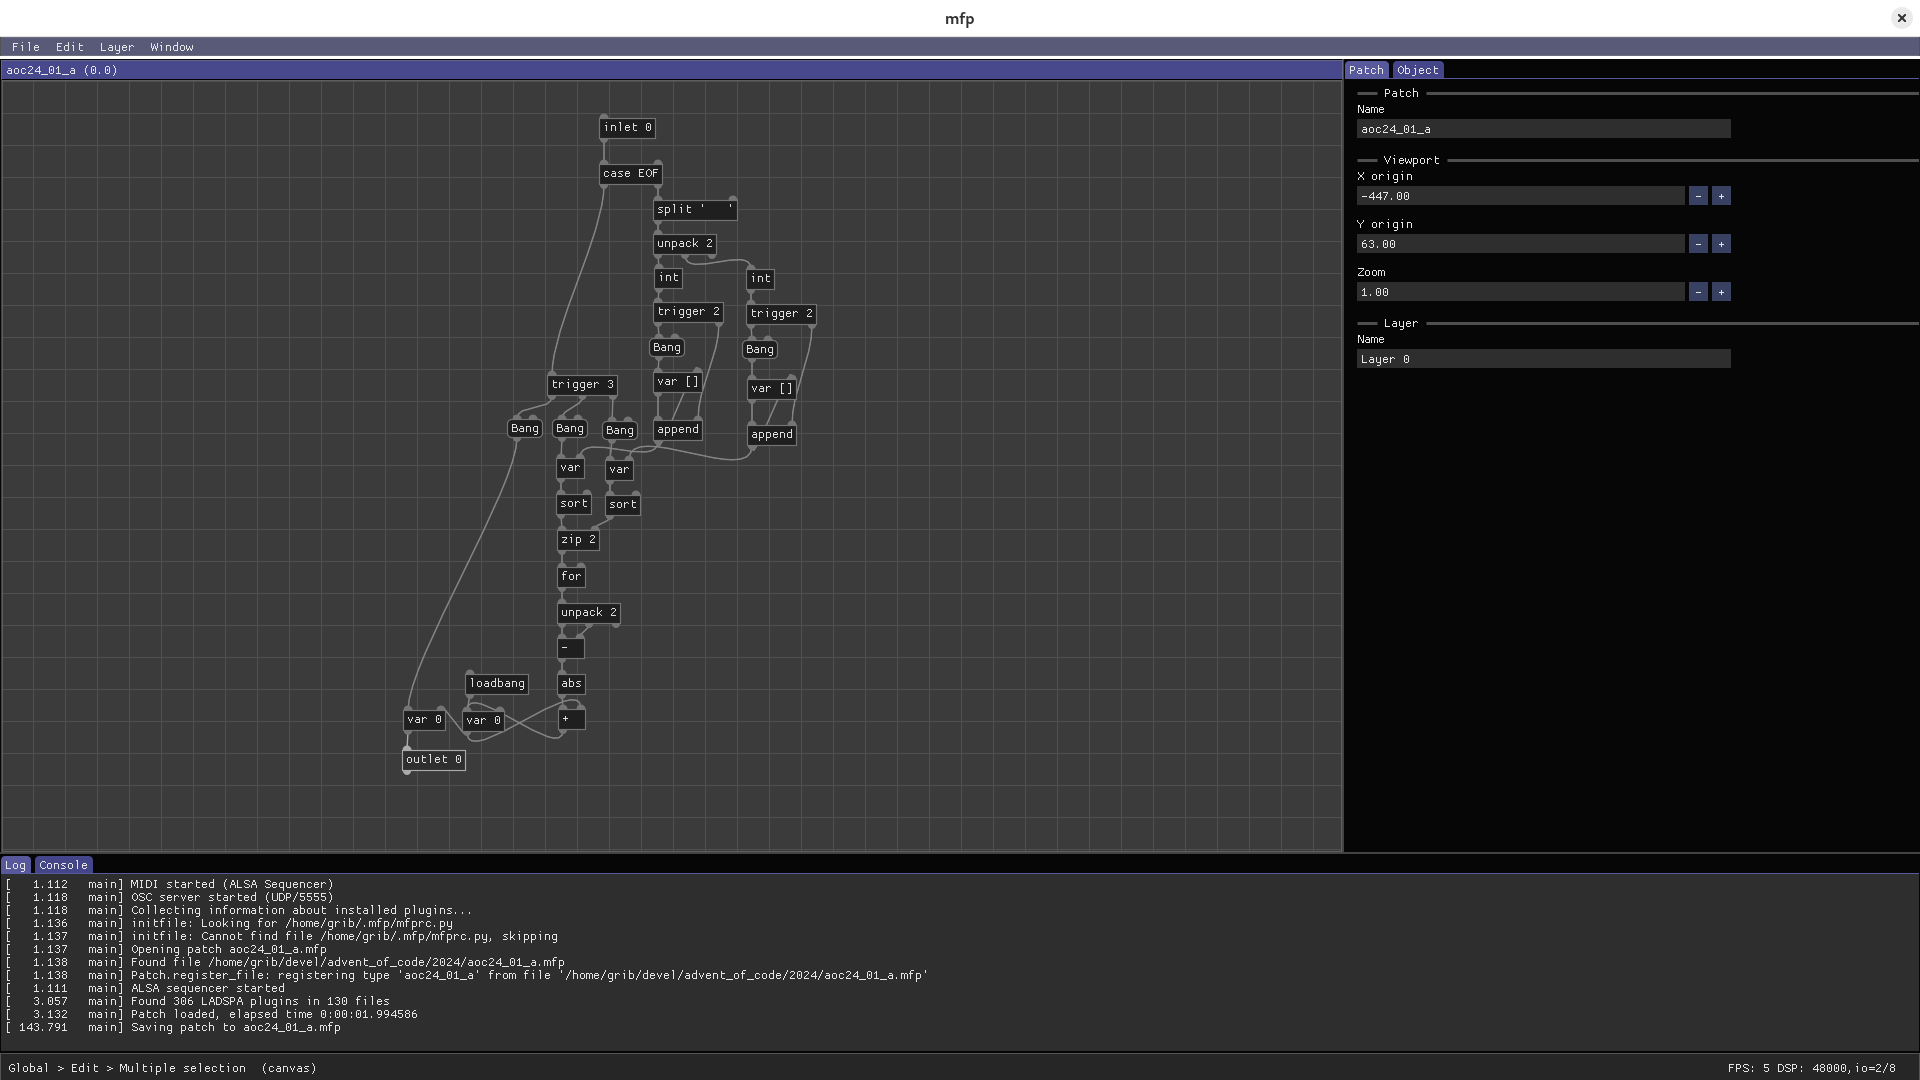 mfp
File Edit Layer Window
aoc24_01_a (0.0)
inlet 0
case EOF
split '   '
unpack 2
int
int
trigger 2
trigger 2
Bang
Bang
var []
var []
trigger 3
Bang
Bang
Bang
append
append
var
var
sort
sort
zip 2
for
unpack 2
-
loadbang
abs
var 0
var 0
+
outlet 0
Patch Object
Patch
Name
aoc24_01_a
Viewport
X origin
-447.00 - +
Y origin
63.00 - +
Zoom
1.00 - +
Layer
Name
Layer 0
Log Console
[   1.112   main] MIDI started (ALSA Sequencer)
[   1.118   main] OSC server started (UDP/5555)
[   1.118   main] Collecting information about installed plugins...
[   1.136   main] initfile: Looking for /home/grib/.mfp/mfprc.py
[   1.137   main] initfile: Cannot find file /home/grib/.mfp/mfprc.py, skipping
[   1.137   main] Opening patch aoc24_01_a.mfp
[   1.138   main] Found file /home/grib/devel/advent_of_code/2024/aoc24_01_a.mfp
[   1.138   main] Patch.register_file: registering type 'aoc24_01_a' from file '/home/grib/devel/advent_of_code/2024/aoc24_01_a.mfp'
[   1.111   main] ALSA sequencer started
[   3.057   main] Found 306 LADSPA plugins in 130 files
[   3.132   main] Patch loaded, elapsed time 0:00:01.994586
[ 143.791   main] Saving patch to aoc24_01_a.mfp
Global > Edit > Multiple selection  (canvas)
FPS: 5 DSP: 48000,io=2/8